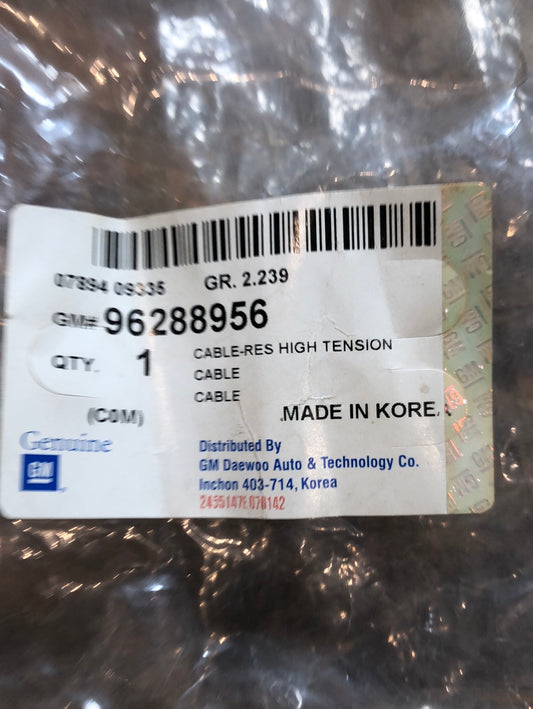 07894 09335 GR. 2.239
GM# 96288956
QTY. 1 CABLE-RES HIGH TENSION
CABLE
CABLE
(C0M) MADE IN KOREA
Genuine
GM
Distributed By
GM Daewoo Auto & Technology Co.
Inchon 403-714, Korea